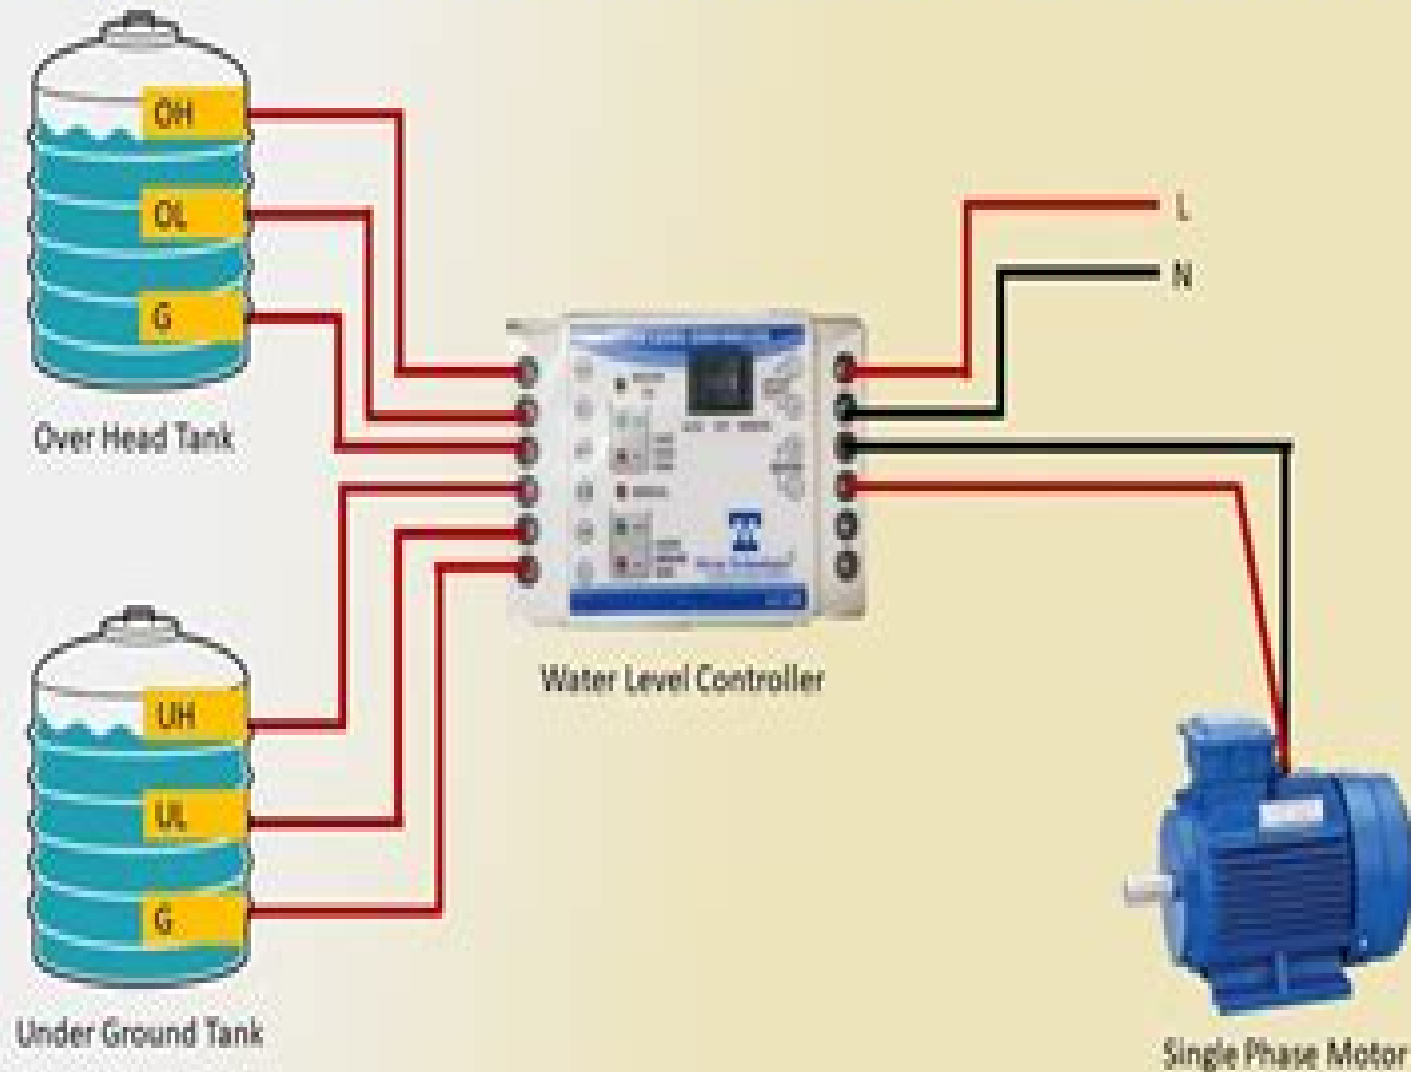 OH
OL
G
Over Head Tank
L
N
Water Level Controller
UH
UL
G
Under Ground Tank
Single Phase Motor